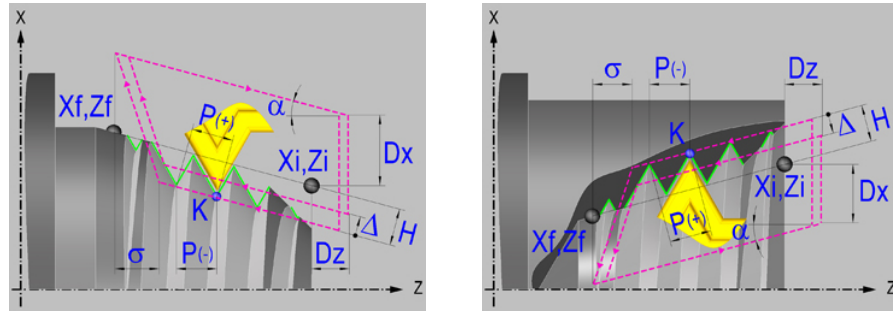 X
Xf,Zf
P(+)
α
Dx
Xi,Zi
K
Δ
H
σ
P(-)
Dz
Z
X
σ
P(-)
Dz
K
Δ
H
Xi,Zi
Dx
Xf,Zf
P(+)
α
Z